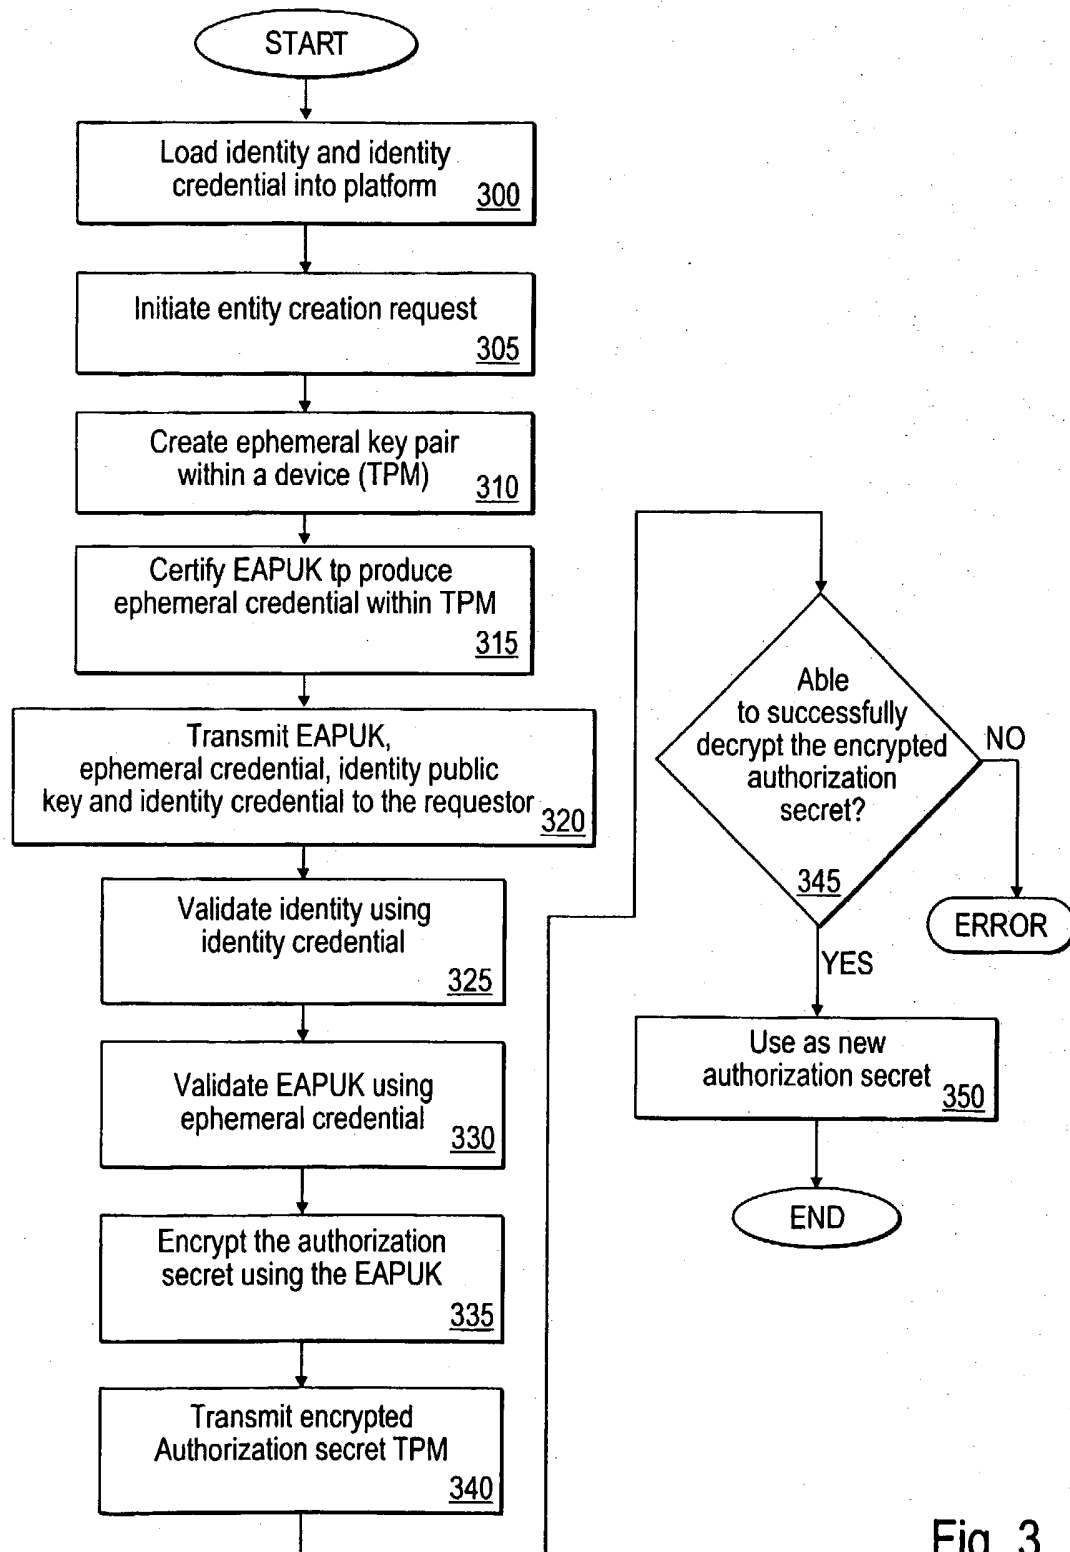 START
Load identity and identity
credential into platform
300
Initiate entity creation request
305
Create ephemeral key pair
within a device (TPM)
310
Certify EAPUK tp produce
ephemeral credential within TPM
315
Transmit EAPUK,
ephemeral credential, identity public
key and identity credential to the requestor
320
Validate identity using
identity credential
325
Validate EAPUK using
ephemeral credential
330
Encrypt the authorization
secret using the EAPUK
335
Transmit encrypted
Authorization secret TPM
340
Able
to successfully
decrypt the encrypted
authorization
secret?
345
NO
ERROR
YES
Use as new
authorization secret
350
END
Fig. 3